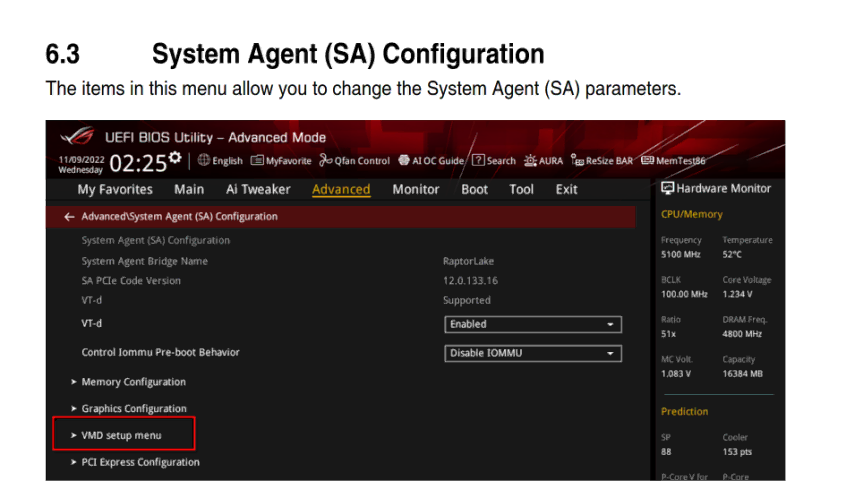 6.3 System Agent (SA) Configuration
The items in this menu allow you to change the System Agent (SA) parameters.
UEFI BIOS Utility – Advanced Mode
11/09/2022 Wednesday 02:25 English MyFavorite Qfan Control AI OC Guide ? Search AURA ReSize BAR MemTest86
My Favorites Main Ai Tweaker Advanced Monitor Boot Tool Exit
← Advanced\System Agent (SA) Configuration
System Agent (SA) Configuration
System Agent Bridge Name RaptorLake
SA PCIe Code Version 12.0.133.16
VT-d Supported
VT-d Enabled
Control Iommu Pre-boot Behavior Disable IOMMU
> Memory Configuration
> Graphics Configuration
> VMD setup menu
> PCI Express Configuration
Hardware Monitor
CPU/Memory
Frequency Temperature
5100 MHz 52°C
BCLK Core Voltage
100.00 MHz 1.234 V
Ratio DRAM Freq.
51x 4800 MHz
MC Volt. Capacity
1.083 V 16384 MB
Prediction
SP Cooler
88 153 pts
P-Core V for P-Core